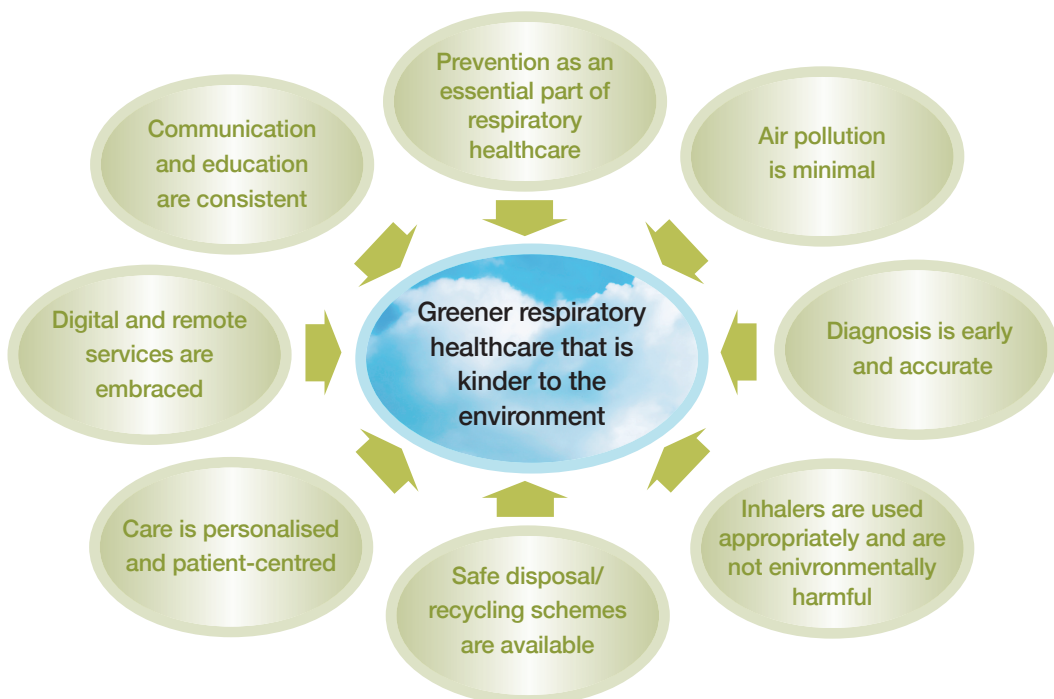 Prevention as an
essential part of
respiratory
healthcare
Air pollution
is minimal
Diagnosis is early
and accurate
Inhalers are used
appropriately and are
not enivronmentally
harmful
Safe disposal/
recycling schemes
are available
Care is personalised
and patient-centred
Digital and remote
services are
embraced
Communication
and education
are consistent
Greener respiratory
healthcare that is
kinder to the
environment